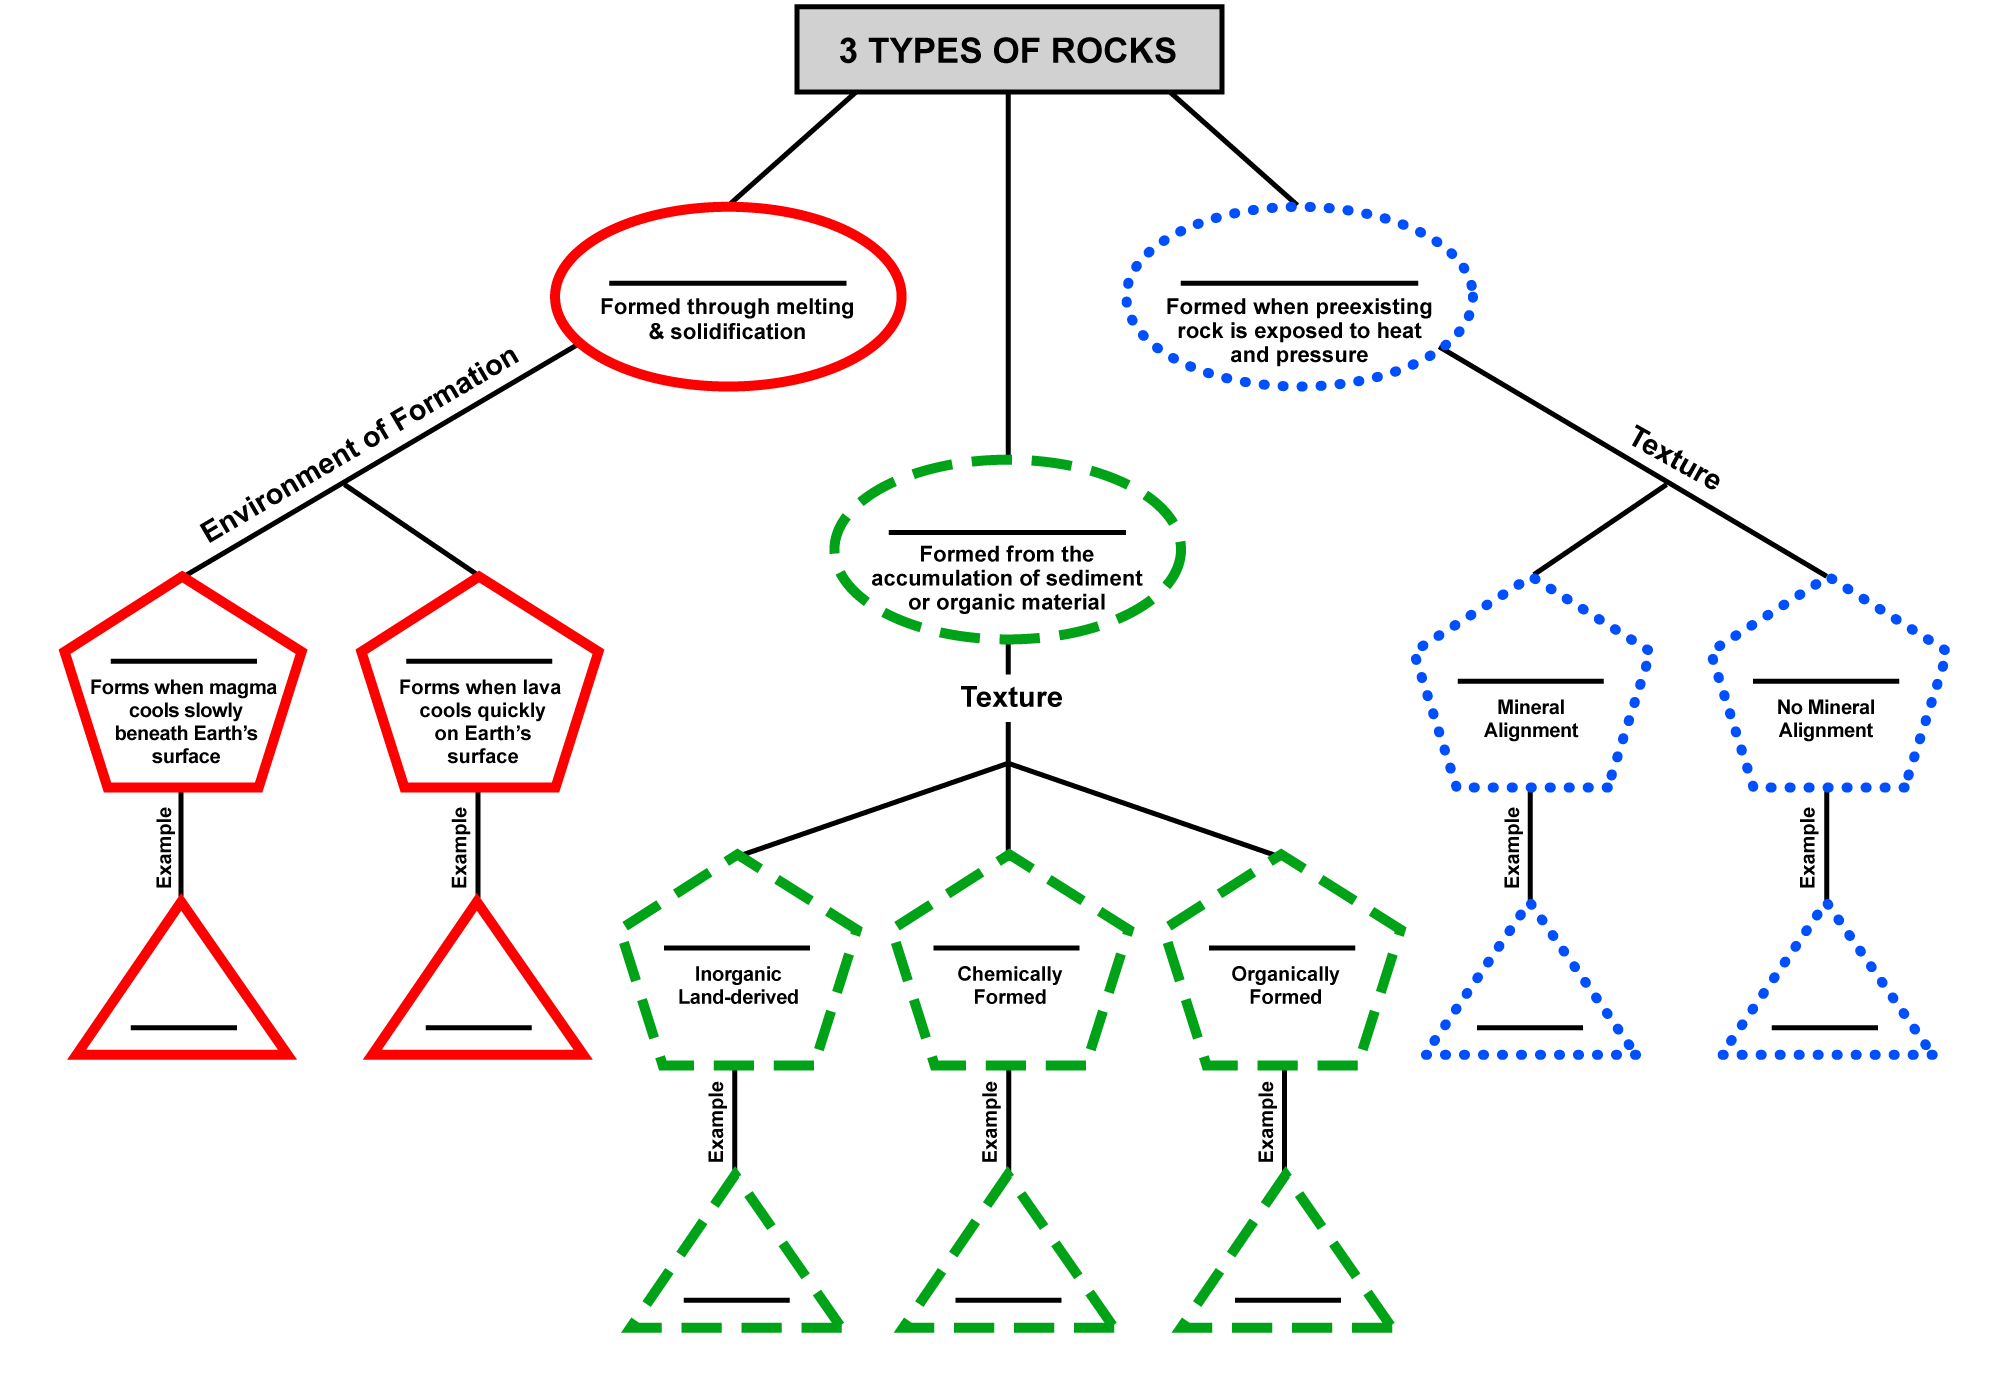 3 TYPES OF ROCKS
Formed through melting
& solidification
Formed when preexisting
rock is exposed to heat
and pressure
Environment of Formation
Texture
Formed from the
accumulation of sediment
or organic material
Texture
Forms when magma
cools slowly
beneath Earth's
surface
Forms when lava
cools quickly
on Earth's
surface
Mineral
Alignment
No Mineral
Alignment
Example
Example
Example
Example
Inorganic
Land-derived
Chemically
Formed
Organically
Formed
Example
Example
Example